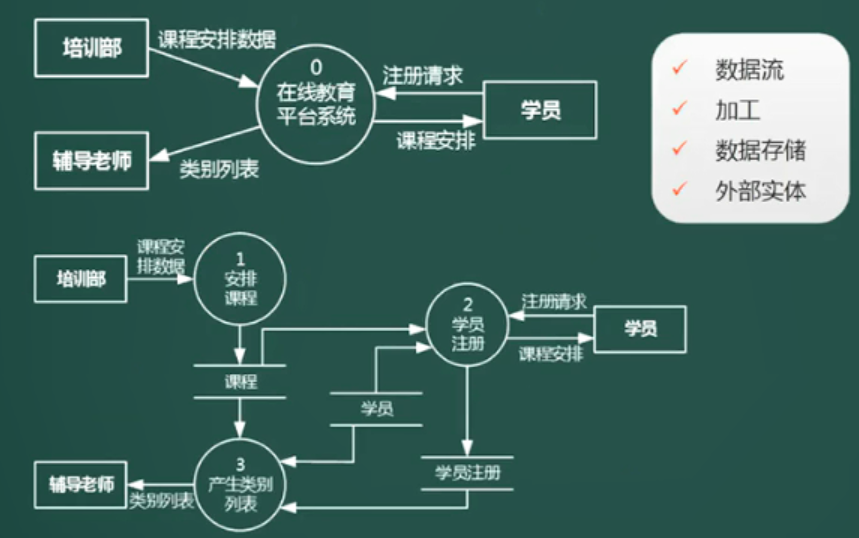 培训部
课程安排数据
0
在线教育
平台系统
注册请求
学员
课程安排
辅导老师
类别列表
数据流
加工
数据存储
外部实体
培训部
课程安
排数据
1
安排
课程
2
学员
注册
注册请求
学员
课程安排
课程
学员
辅导老师
类别列表
3
产生类别
列表
学员注册